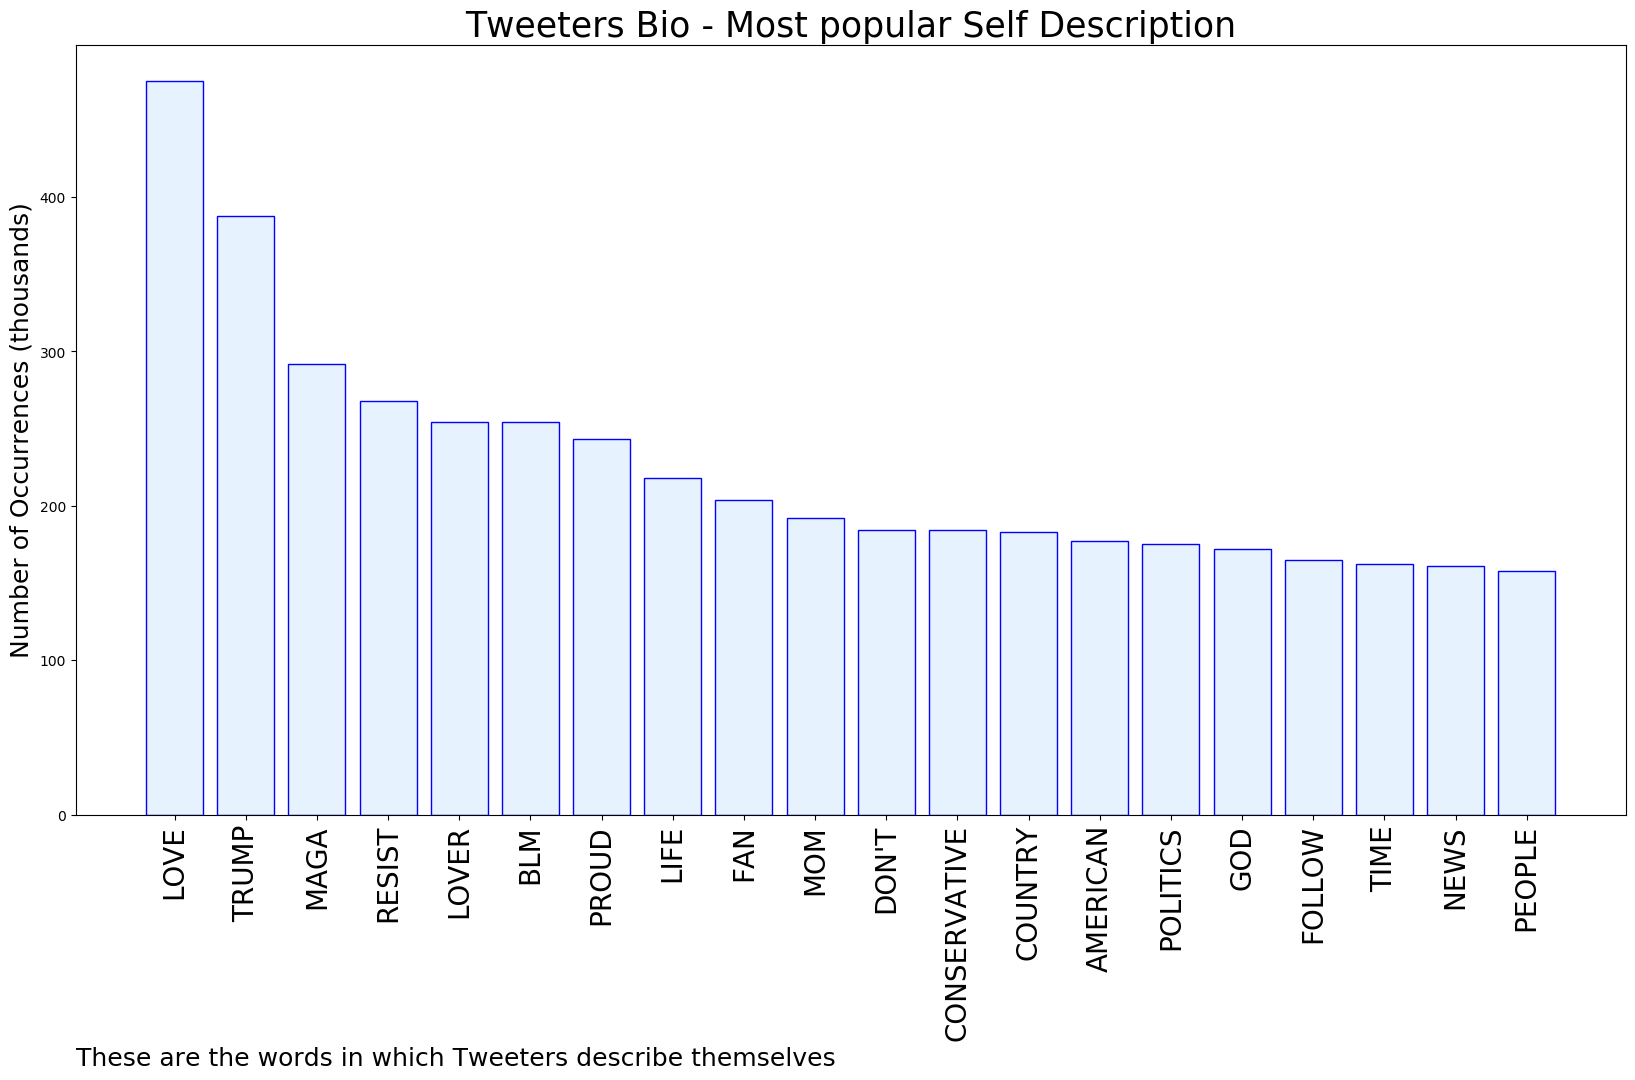 Tweeters Bio - Most popular Self Description
Number of Occurrences (thousands)
400
300
200
100
0
LOVE
TRUMP
MAGA
RESIST
LOVER
BLM
PROUD
LIFE
FAN
MOM
DON'T
CONSERVATIVE
COUNTRY
AMERICAN
POLITICS
GOD
FOLLOW
TIME
NEWS
PEOPLE
These are the words in which Tweeters describe themselves